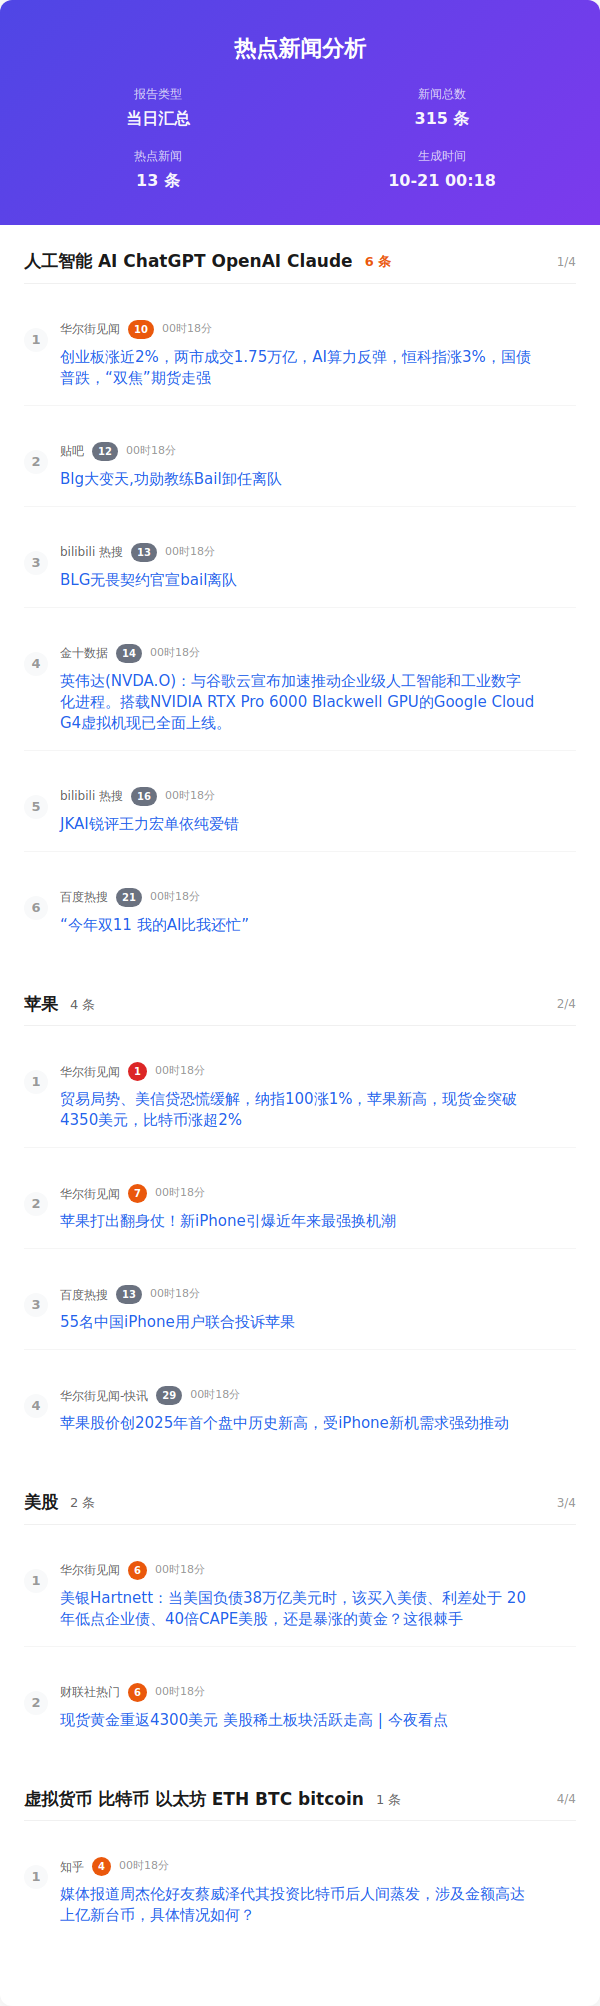 热点新闻分析
报告类型
新闻总数
当日汇总
315 条
热点新闻
生成时间
13 条
10-21 00:18
人工智能 AI ChatGPT OpenAI Claude 6 条 1/4
1
华尔街见闻 10 00时18分
创业板涨近2%，两市成交1.75万亿，AI算力反弹，恒科指涨3%，国债
普跌，“双焦”期货走强
2
贴吧 12 00时18分
Blg大变天,功勋教练Bail卸任离队
3
bilibili 热搜 13 00时18分
BLG无畏契约官宣bail离队
4
金十数据 14 00时18分
英伟达(NVDA.O)：与谷歌云宣布加速推动企业级人工智能和工业数字
化进程。搭载NVIDIA RTX Pro 6000 Blackwell GPU的Google Cloud
G4虚拟机现已全面上线。
5
bilibili 热搜 16 00时18分
JKAI锐评王力宏单依纯爱错
6
百度热搜 21 00时18分
“今年双11 我的AI比我还忙”
苹果 4 条 2/4
1
华尔街见闻 1 00时18分
贸易局势、美信贷恐慌缓解，纳指100涨1%，苹果新高，现货金突破
4350美元，比特币涨超2%
2
华尔街见闻 7 00时18分
苹果打出翻身仗！新iPhone引爆近年来最强换机潮
3
百度热搜 13 00时18分
55名中国iPhone用户联合投诉苹果
4
华尔街见闻-快讯 29 00时18分
苹果股价创2025年首个盘中历史新高，受iPhone新机需求强劲推动
美股 2 条 3/4
1
华尔街见闻 6 00时18分
美银Hartnett：当美国负债38万亿美元时，该买入美债、利差处于 20
年低点企业债、40倍CAPE美股，还是暴涨的黄金？这很棘手
2
财联社热门 6 00时18分
现货黄金重返4300美元 美股稀土板块活跃走高 | 今夜看点
虚拟货币 比特币 以太坊 ETH BTC bitcoin 1 条 4/4
1
知乎 4 00时18分
媒体报道周杰伦好友蔡威泽代其投资比特币后人间蒸发，涉及金额高达
上亿新台币，具体情况如何？